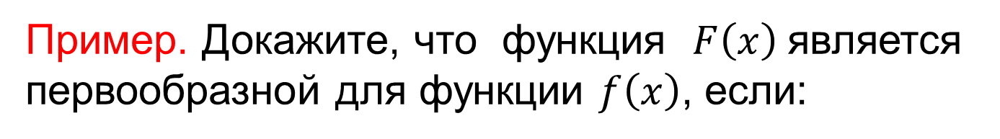 Пример. Докажите, что функция F(x) является
первообразной для функции f(x), если: